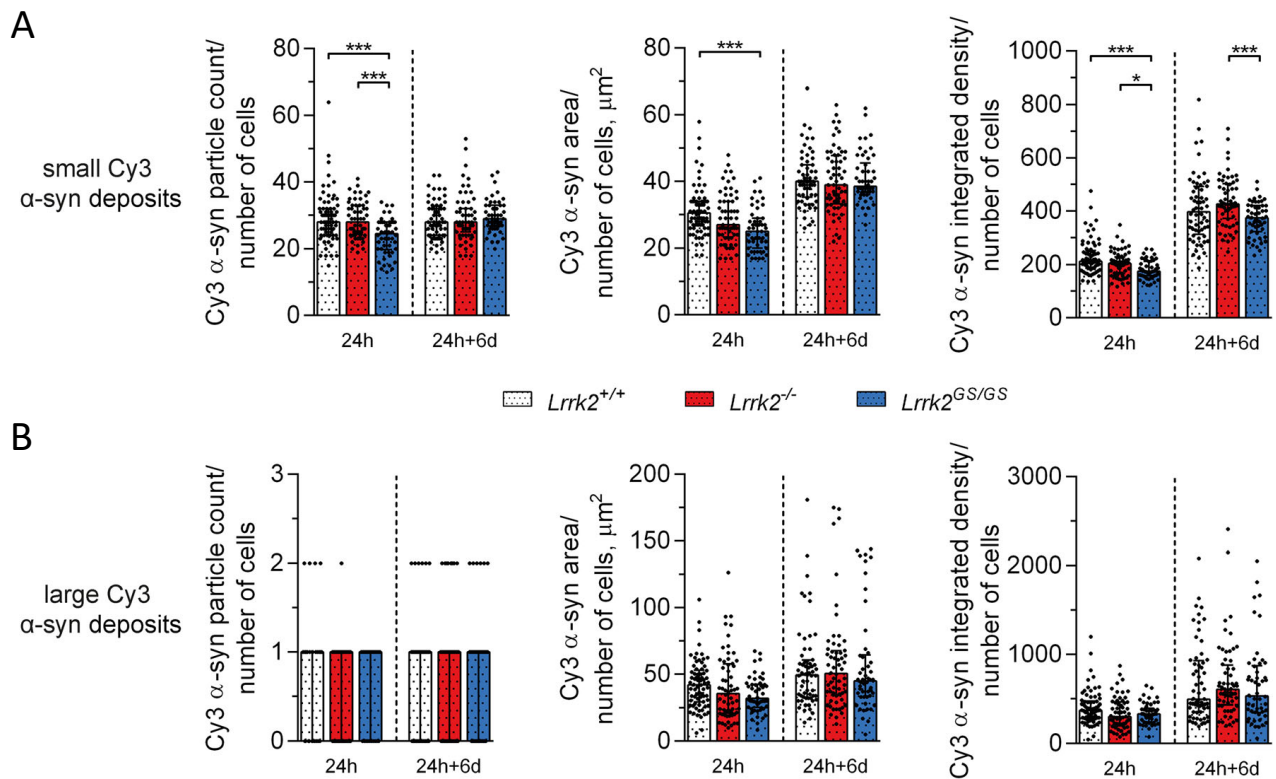 A
small Cy3
α-syn deposits
Cy3 α-syn particle count/
number of cells
80
60
40
20
0
***
***
24h
24h+6d
Cy3 α-syn area/
number of cells, μm²
80
60
40
20
0
***
24h
24h+6d
Cy3 α-syn integrated density/
number of cells
1000
800
600
400
200
0
***
*
***
24h
24h+6d
Lrrk2+/+
Lrrk2-/-
Lrrk2GS/GS
B
large Cy3
α-syn deposits
Cy3 α-syn particle count/
number of cells
3
2
1
0
24h
24h+6d
Cy3 α-syn area/
number of cells, μm²
200
150
100
50
0
24h
24h+6d
Cy3 α-syn integrated density/
number of cells
3000
2000
1000
0
24h
24h+6d